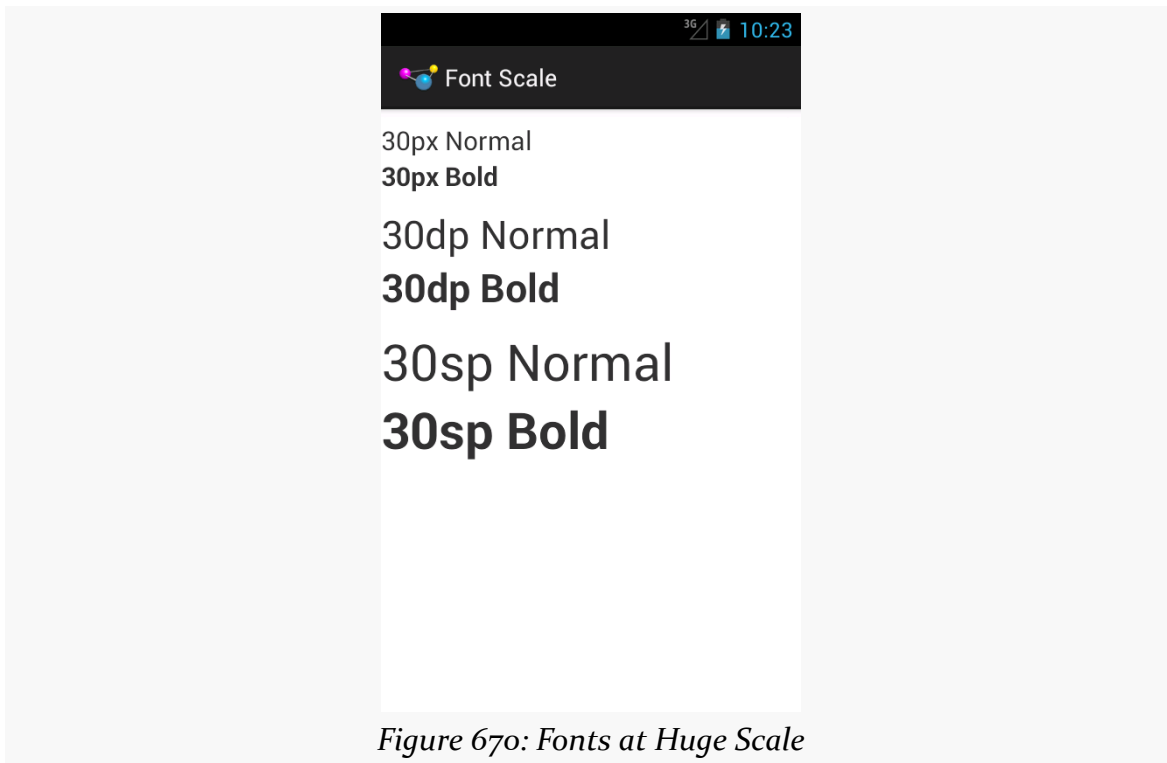 3G 10:23
Font Scale
30px Normal
30px Bold
30dp Normal
30dp Bold
30sp Normal
30sp Bold
Figure 670: Fonts at Huge Scale